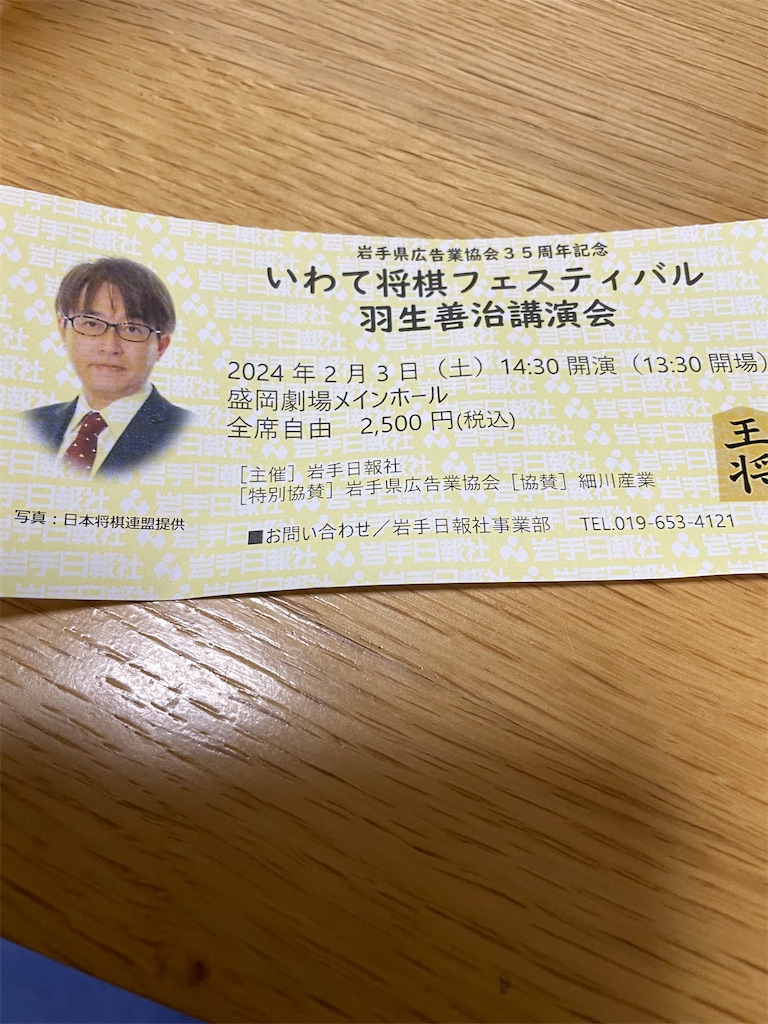 岩手県広告業協会35周年記念
いわて将棋フェスティバル
羽生善治講演会
2024 年 2 月 3 日（土）14:30 開演（13:30 開場）
盛岡劇場メインホール
全席自由　2,500 円(税込)
［主催］岩手日報社
［特別協賛］岩手県広告業協会［協賛］細川産業
■お問い合わせ／岩手日報社事業部　TEL.019-653-4121
写真：日本将棋連盟提供
王
将
岩手日報社